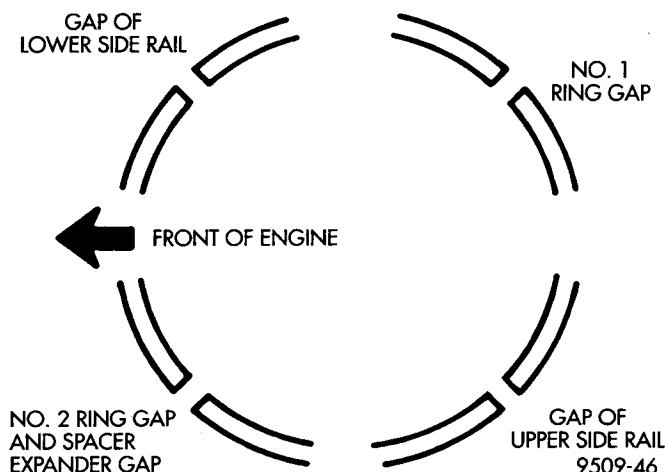 GAP OF
LOWER SIDE RAIL
NO. 1
RING GAP
FRONT OF ENGINE
NO. 2 RING GAP
AND SPACER
EXPANDER GAP
GAP OF
UPPER SIDE RAIL
9509-46